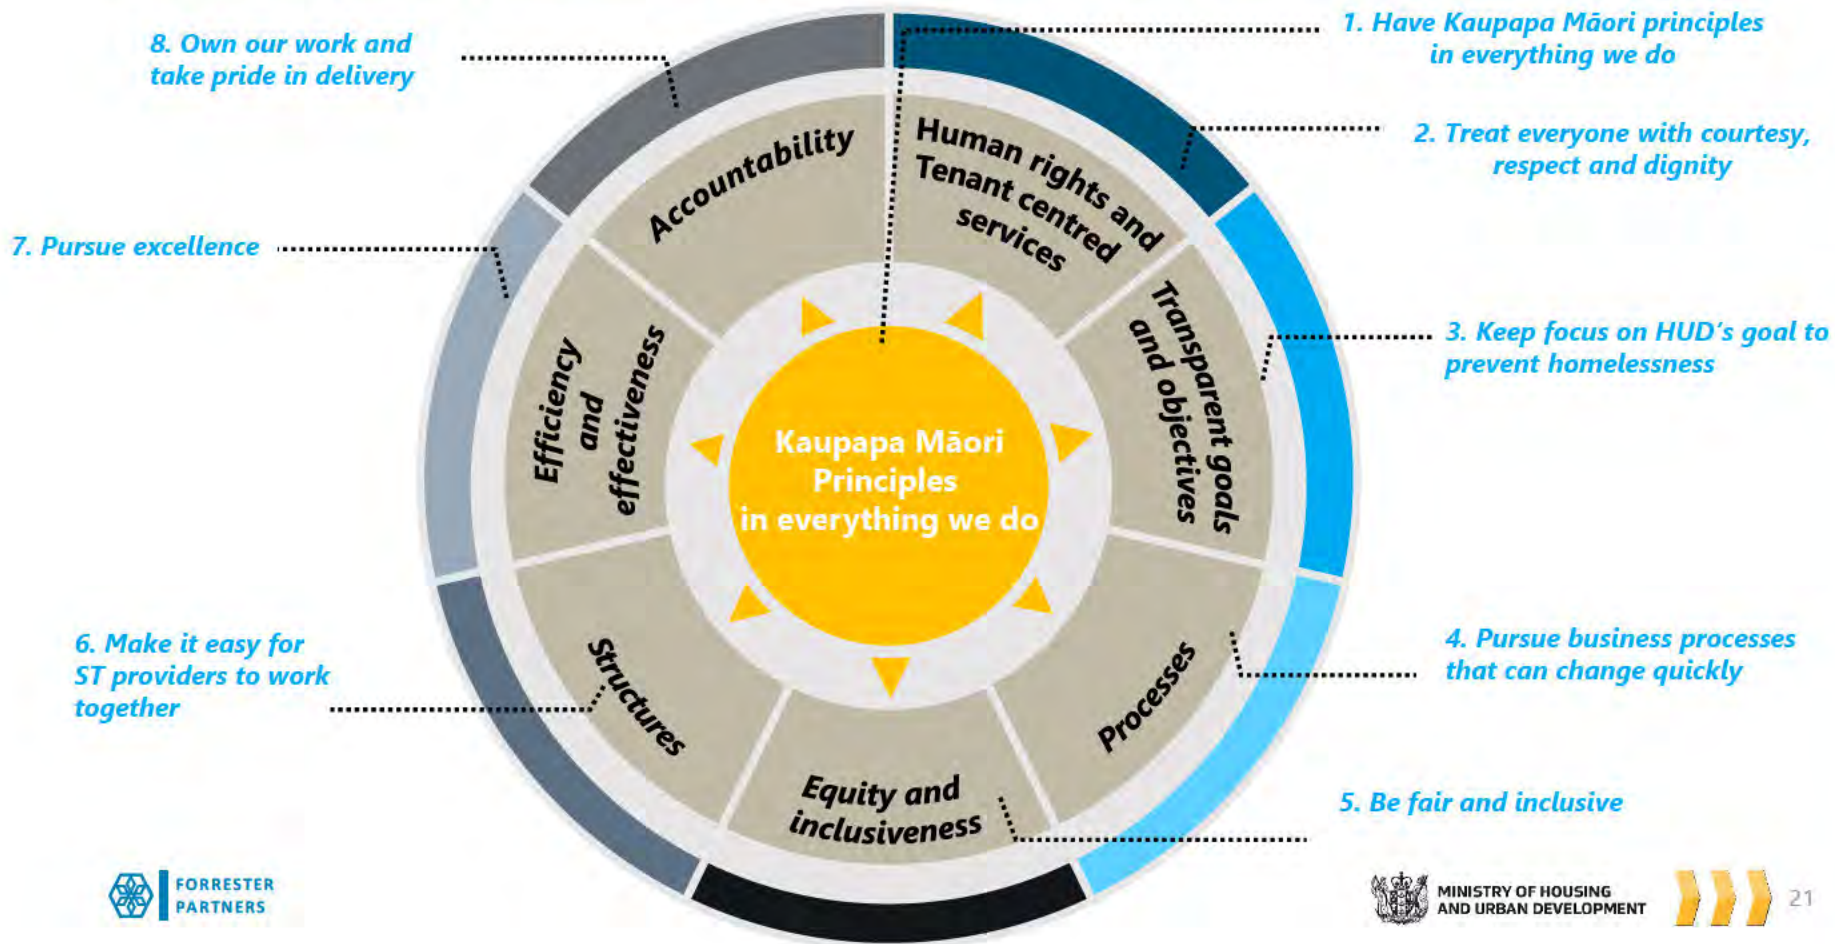 1. Have Kaupapa Māori principles
in everything we do
2. Treat everyone with courtesy,
respect and dignity
3. Keep focus on HUD's goal to
prevent homelessness
4. Pursue business processes
that can change quickly
5. Be fair and inclusive
6. Make it easy for
ST providers to work
together
7. Pursue excellence
8. Own our work and
take pride in delivery
Human rights and
Tenant centred
services
Transparent goals
and objectives
Processes
Equity and
inclusiveness
Structures
Efficiency
and
effectiveness
Accountability
Kaupapa Māori
Principles
in everything we do
FORRESTER
PARTNERS
MINISTRY OF HOUSING
AND URBAN DEVELOPMENT
21